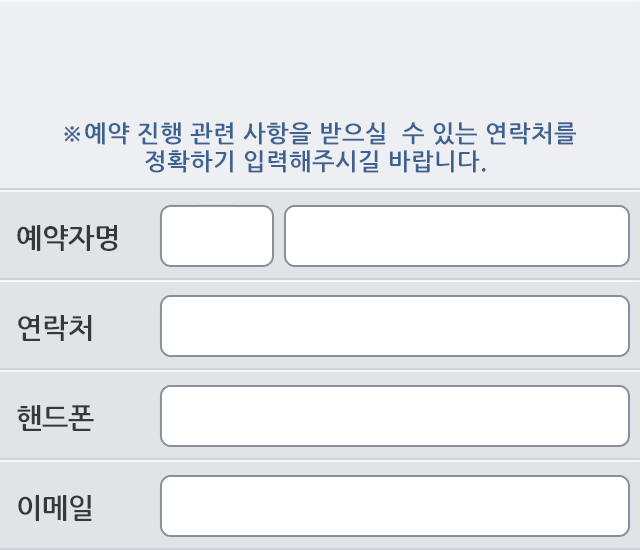 ※예약 진행 관련 사항을 받으실 수 있는 연락처를
정확하기 입력해주시길 바랍니다.
예약자명
연락처
핸드폰
이메일